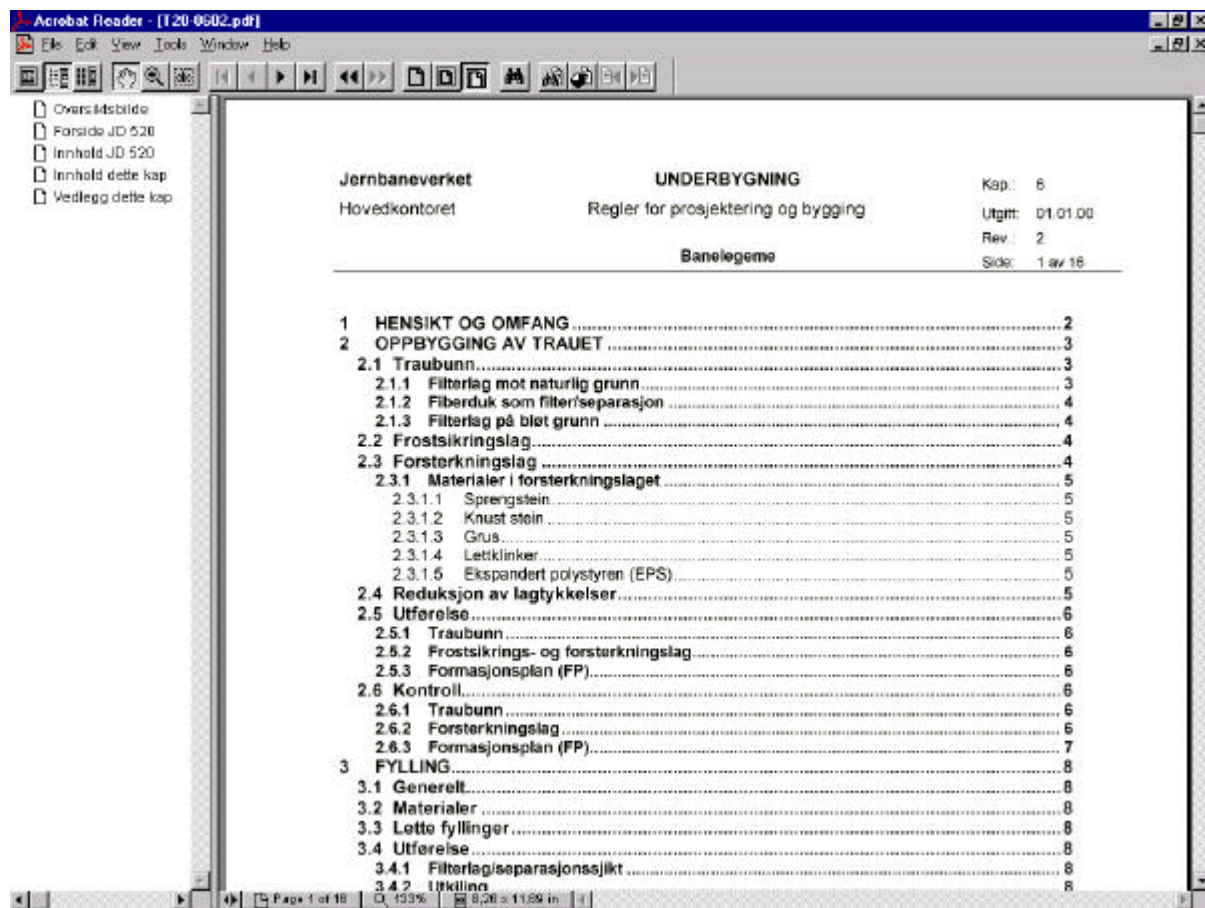 Acrobat Reader - [T20-0602.pdf]
File Edit View Tools Window Help
Oversiktsbilde
Forside JD 520
Innhold JD 520
Innhold dette kap
Vedlegg dette kap
Jernbaneverket UNDERBYGNING Kap.: 6
Hovedkontoret Regler for prosjektering og bygging Utgitt: 01.01.00
Rev.: 2
Banelegeme Side: 1 av 16
1 HENSIKT OG OMFANG 2
2 OPPBYGGING AV TRAUET 3
2.1 Traubunn 3
2.1.1 Filterlag mot naturlig grunn 3
2.1.2 Fiberduk som filter/separasjon 4
2.1.3 Filterlag på bløt grunn 4
2.2 Frostsikringslag 4
2.3 Forsterkningslag 4
2.3.1 Materialer i forsterkningslaget 5
2.3.1.1 Sprengstein 5
2.3.1.2 Knust stein 5
2.3.1.3 Grus 5
2.3.1.4 Lettklinker 5
2.3.1.5 Ekspandert polystyren (EPS) 5
2.4 Reduksjon av lagtykkelser 5
2.5 Utførelse 6
2.5.1 Traubunn 6
2.5.2 Frostsikrings- og forsterkningslag 6
2.5.3 Formasjonsplan (FP) 6
2.6 Kontroll 6
2.6.1 Traubunn 6
2.6.2 Forsterkningslag 6
2.6.3 Formasjonsplan (FP) 7
3 FYLLING 8
3.1 Generelt 8
3.2 Materialer 8
3.3 Lette fyllinger 8
3.4 Utførelse 8
3.4.1 Filterlag/separasjonssjikt 8
3.4.2 Utkiling 8
Page 1 of 16 133% 8,26 x 11,69 in